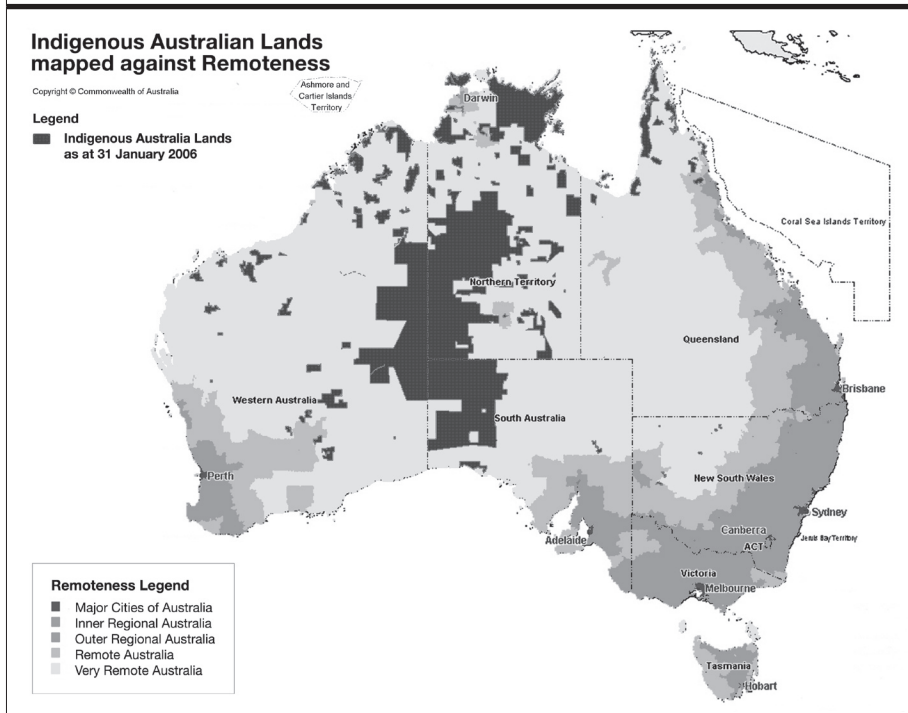 Indigenous Australian Lands
mapped against Remoteness
Copyright © Commonwealth of Australia
Ashmore and
Cartier Islands
Territory
Legend
Indigenous Australia Lands
as at 31 January 2006
Darwin
Coral Sea Islands Territory
Northern Territory
Queensland
Brisbane
Western Australia
South Australia
Perth
New South Wales
Sydney
Canberra
Jervis Bay Territory
Adelaide
ACT
Victoria
Melbourne
Tasmania
Hobart
Remoteness Legend
Major Cities of Australia
Inner Regional Australia
Outer Regional Australia
Remote Australia
Very Remote Australia